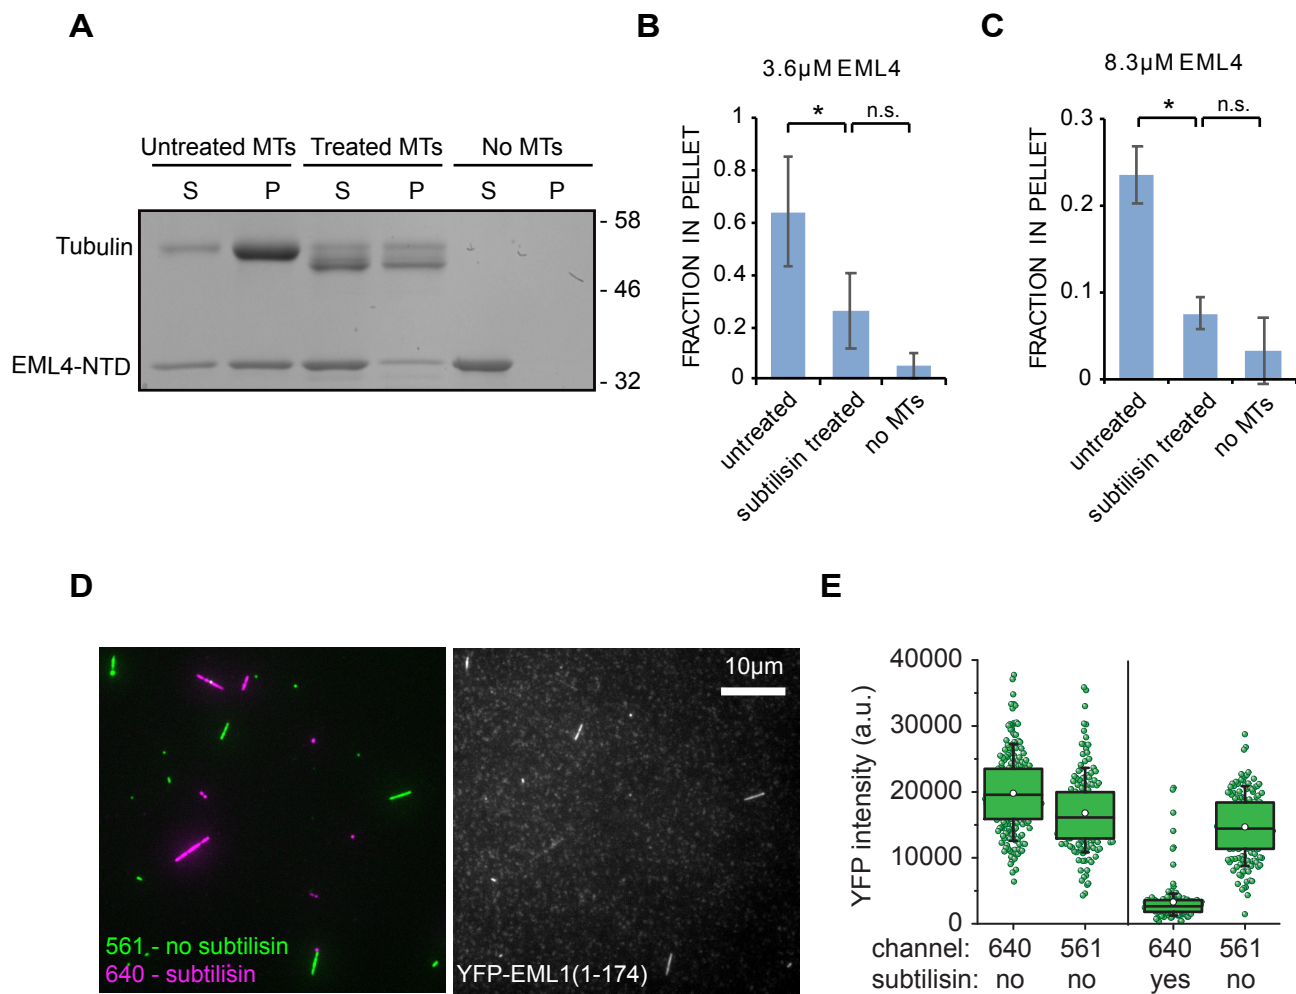 A
Untreated MTs Treated MTs No MTs
S P S P S P
Tubulin
EML4-NTD
- 58
- 46
- 32
B
3.6µM EML4
FRACTION IN PELLET
1
0.8
0.6
0.4
0.2
0
* n.s.
untreated
subtilisin treated
no MTs
C
8.3µM EML4
FRACTION IN PELLET
0.3
0.2
0.1
0
* n.s.
untreated
subtilisin treated
no MTs
D
561 - no subtilisin
640 - subtilisin
10µm
YFP-EML1(1-174)
E
YFP intensity (a.u.)
40000
30000
20000
10000
0
channel: 640 561 640 561
subtilisin: no no yes no